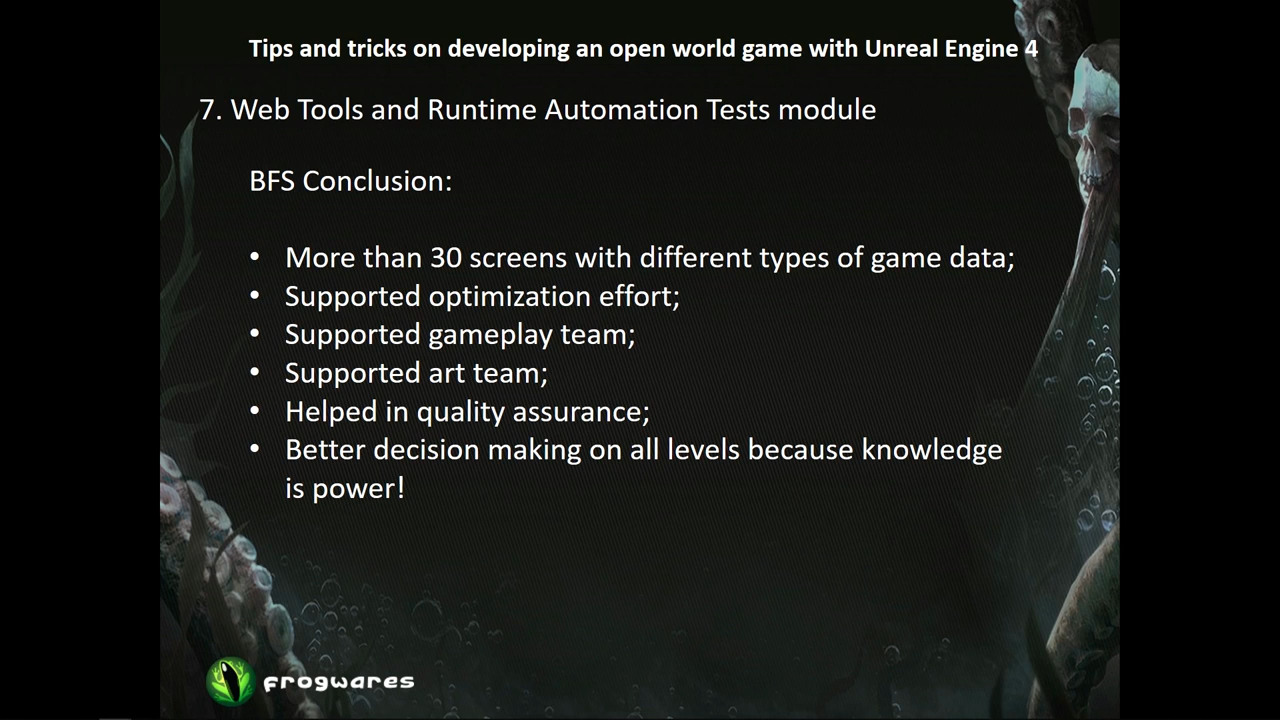 Tips and tricks on developing an open world game with Unreal Engine 4
7. Web Tools and Runtime Automation Tests module
BFS Conclusion:
• More than 30 screens with different types of game data;
• Supported optimization effort;
• Supported gameplay team;
• Supported art team;
• Helped in quality assurance;
• Better decision making on all levels because knowledge
is power!
frogwares